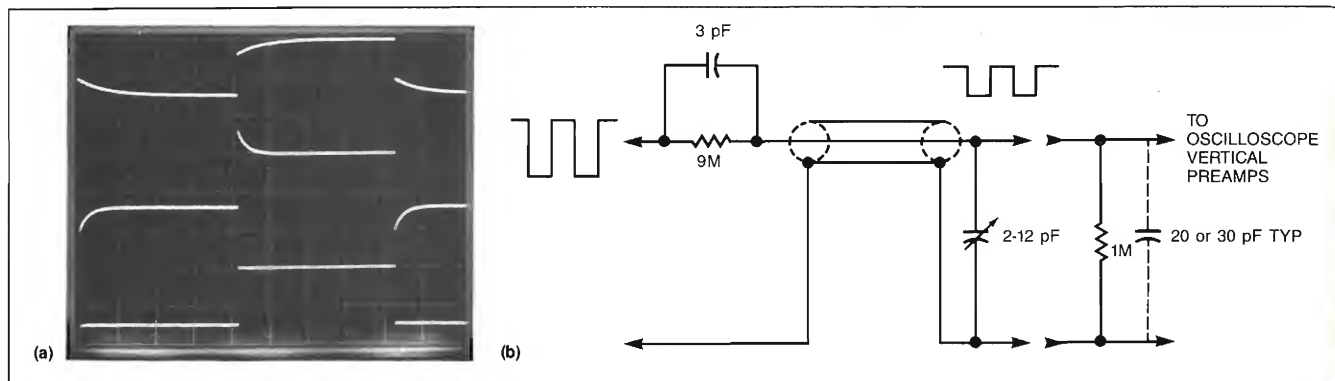 (a)
(b)
3 pF
9M
2-12 pF
1M
20 or 30 pF TYP
TO
OSCILLOSCOPE
VERTICAL
PREAMPS